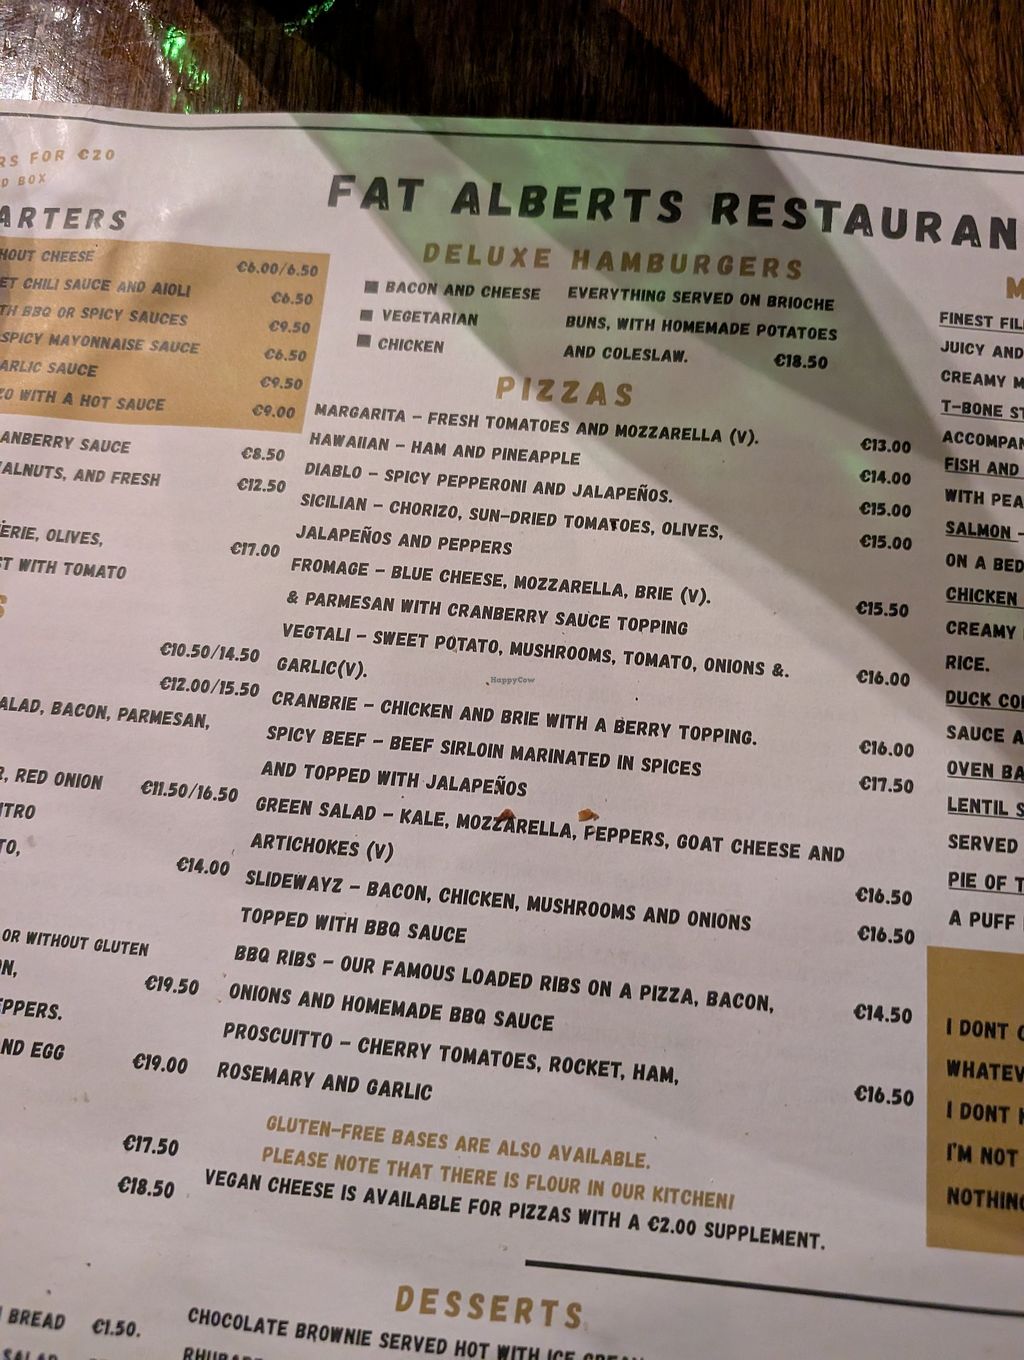 RS FOR €20
D BOX
ARTERS
HOUT CHEESE €6.00/6.50
ET CHILI SAUCE AND AIOLI €6.50
TH BBQ OR SPICY SAUCES €9.50
SPICY MAYONNAISE SAUCE €6.50
ARLIC SAUCE €9.50
ZO WITH A HOT SAUCE €9.00
ANBERRY SAUCE €8.50
ALNUTS, AND FRESH €12.50
ERIE, OLIVES, €17.00
ST WITH TOMATO
S
€10.50/14.50
€12.00/15.50
ALAD, BACON, PARMESAN,
R, RED ONION €11.50/16.50
ITRO
TO, €14.00
OR WITHOUT GLUTEN
ON, €19.50
EPPERS.
ND EGG €19.00
€17.50
€18.50
BREAD €1.50.
SALAD
FAT ALBERTS RESTAURAN
DELUXE HAMBURGERS
BACON AND CHEESE
VEGETARIAN
CHICKEN
EVERYTHING SERVED ON BRIOCHE
BUNS, WITH HOMEMADE POTATOES
AND COLESLAW. €18.50
PIZZAS
MARGARITA – FRESH TOMATOES AND MOZZARELLA (V). €13.00
HAWAIIAN – HAM AND PINEAPPLE €14.00
DIABLO – SPICY PEPPERONI AND JALAPEÑOS. €15.00
SICILIAN – CHORIZO, SUN-DRIED TOMATOES, OLIVES, €15.00
JALAPEÑOS AND PEPPERS
FROMAGE – BLUE CHEESE, MOZZARELLA, BRIE (V). €15.50
& PARMESAN WITH CRANBERRY SAUCE TOPPING
VEGTALI – SWEET POTATO, MUSHROOMS, TOMATO, ONIONS &. €16.00
GARLIC(V).
CRANBRIE – CHICKEN AND BRIE WITH A BERRY TOPPING. €16.00
SPICY BEEF – BEEF SIRLOIN MARINATED IN SPICES €17.50
AND TOPPED WITH JALAPEÑOS
GREEN SALAD – KALE, MOZZARELLA, PEPPERS, GOAT CHEESE AND
ARTICHOKES (V) €16.50
SLIDEWAYZ – BACON, CHICKEN, MUSHROOMS AND ONIONS €16.50
TOPPED WITH BBQ SAUCE
BBQ RIBS – OUR FAMOUS LOADED RIBS ON A PIZZA, BACON, €14.50
ONIONS AND HOMEMADE BBQ SAUCE
PROSCUITTO – CHERRY TOMATOES, ROCKET, HAM, €16.50
ROSEMARY AND GARLIC
GLUTEN-FREE BASES ARE ALSO AVAILABLE.
PLEASE NOTE THAT THERE IS FLOUR IN OUR KITCHEN!
VEGAN CHEESE IS AVAILABLE FOR PIZZAS WITH A €2.00 SUPPLEMENT.
DESSERTS
CHOCOLATE BROWNIE SERVED HOT WITH ICE CREAM
M
FINEST FIL
JUICY AND
CREAMY M
T-BONE ST
ACCOMPAN
FISH AND
WITH PEA
SALMON –
ON A BED
CHICKEN
CREAMY
RICE.
DUCK CON
SAUCE A
OVEN BA
LENTIL S
SERVED
PIE OF T
A PUFF
I DONT C
WHATEV
I DONT H
I'M NOT
NOTHING
HappyCow